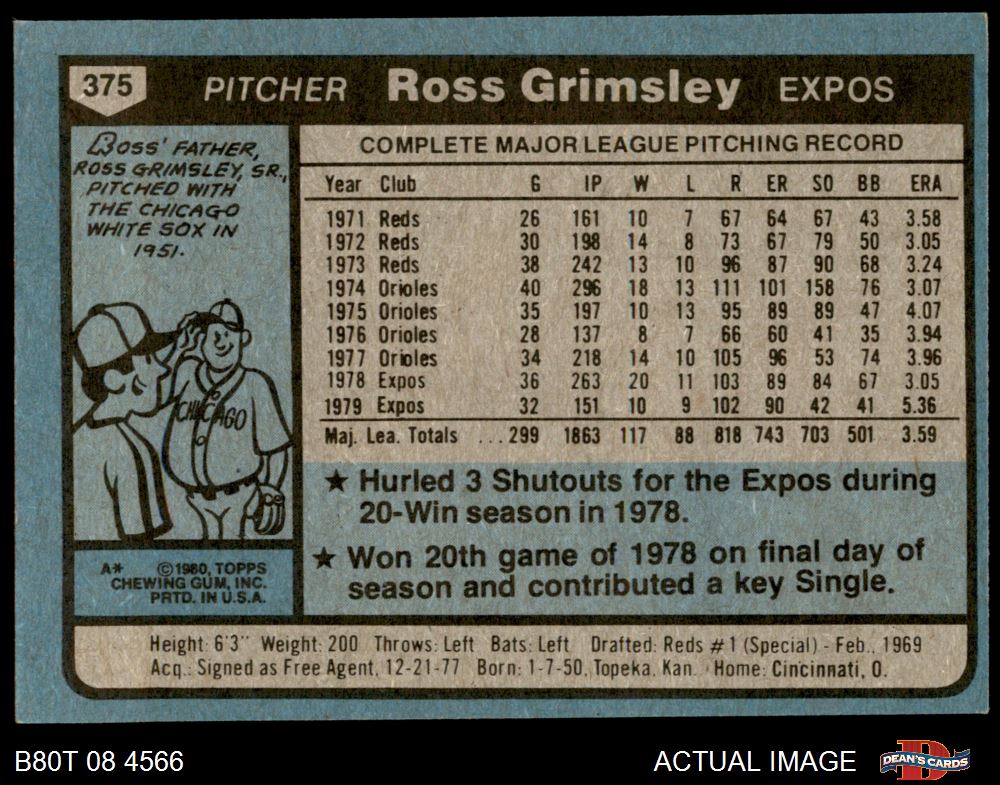 375 PITCHER Ross Grimsley EXPOS
ROSS' FATHER,
ROSS GRIMSLEY, SR.,
PITCHED WITH
THE CHICAGO
WHITE SOX IN
1951.
CHICAGO
A* ©1980, TOPPS
CHEWING GUM, INC.
PRTD. IN U.S.A.
COMPLETE MAJOR LEAGUE PITCHING RECORD
Year Club G IP W L R ER SO BB ERA
1971 Reds 26 161 10 7 67 64 67 43 3.58
1972 Reds 30 198 14 8 73 67 79 50 3.05
1973 Reds 38 242 13 10 96 87 90 68 3.24
1974 Orioles 40 296 18 13 111 101 158 76 3.07
1975 Orioles 35 197 10 13 95 89 89 47 4.07
1976 Orioles 28 137 8 7 66 60 41 35 3.94
1977 Orioles 34 218 14 10 105 96 53 74 3.96
1978 Expos 36 263 20 11 103 89 84 67 3.05
1979 Expos 32 151 10 9 102 90 42 41 5.36
Maj. Lea. Totals ...299 1863 117 88 818 743 703 501 3.59
★ Hurled 3 Shutouts for the Expos during
20-Win season in 1978.
★ Won 20th game of 1978 on final day of
season and contributed a key Single.
Height: 6'3" Weight: 200 Throws: Left Bats: Left Drafted: Reds #1 (Special) - Feb., 1969
Acq.: Signed as Free Agent, 12-21-77 Born: 1-7-50, Topeka, Kan. Home: Cincinnati, O.
B80T 08 4566 ACTUAL IMAGE DEAN'S CARDS